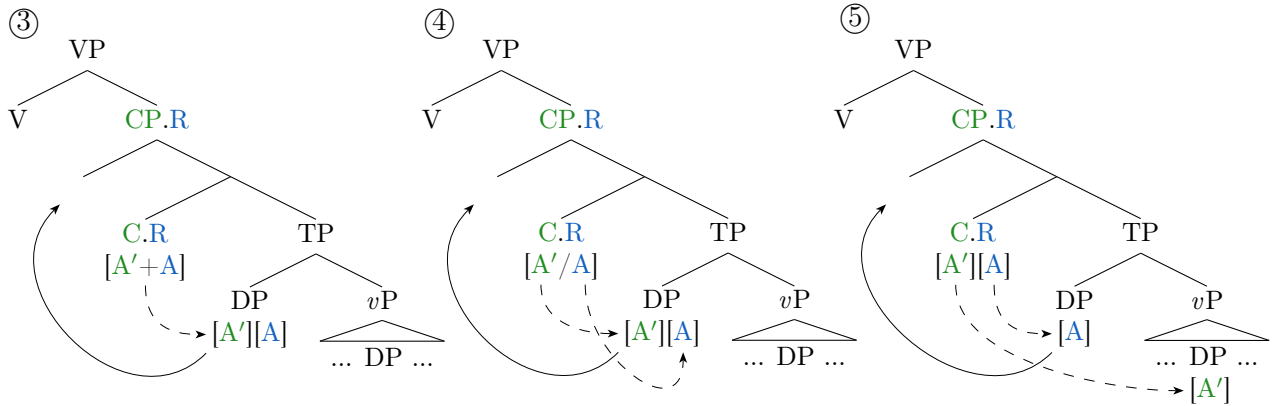 ③ ④ ⑤
VP VP VP
V CP.R V CP.R V CP.R
C.R TP C.R TP C.R TP
[A′+A] [A′/A] [A′][A]
DP vP DP vP DP vP
[A′][A] [A′][A] [A]
... DP ... ... DP ... ... DP ...
[A′]